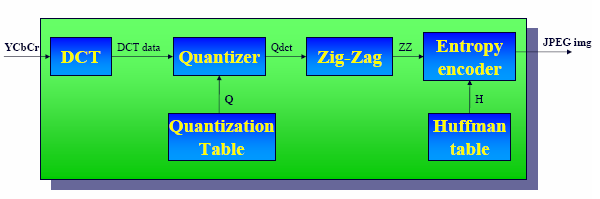 YCbCr
DCT
DCT data
Quantizer
Qdct
Zig-Zag
ZZ
Entropy
encoder
JPEG img
Q
H
Quantization
Table
Huffman
table